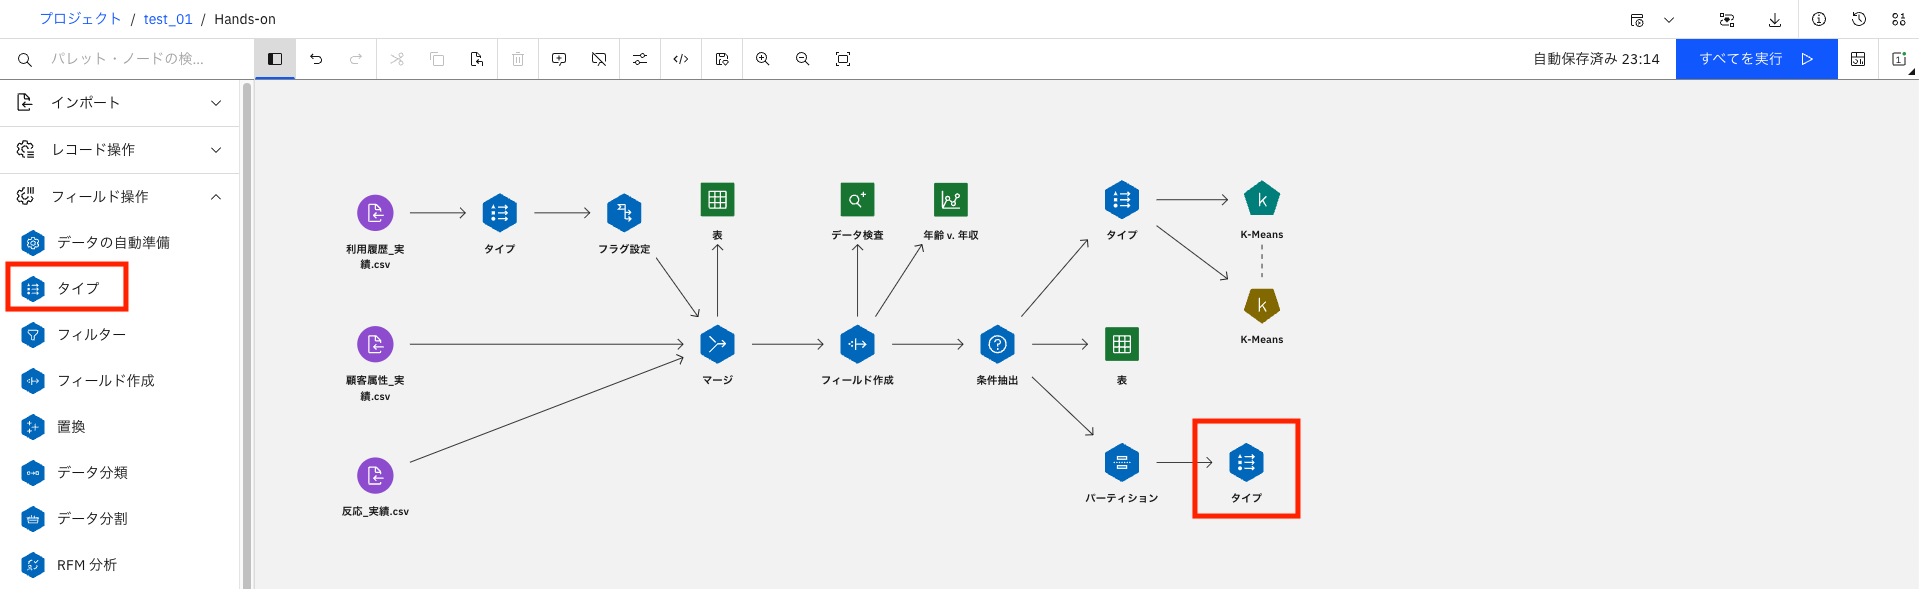 プロジェクト / test_01 / Hands-on
パレット・ノードの検...
自動保存済み 23:14
すべてを実行
インポート
レコード操作
フィールド操作
データの自動準備
タイプ
フィルター
フィールド作成
置換
データ分類
データ分割
RFM 分析
利用履歴_実
績.csv
タイプ
フラグ設定
表
データ検査
年齢 v. 年収
タイプ
K-Means
K-Means
顧客属性_実
績.csv
マージ
フィールド作成
条件抽出
表
反応_実績.csv
パーティション
タイプ